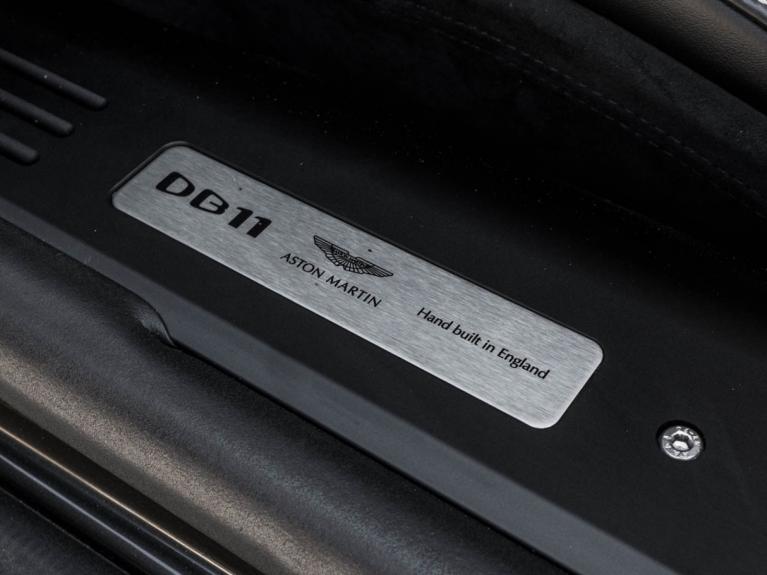 DB11
ASTON MARTIN
Hand built in England